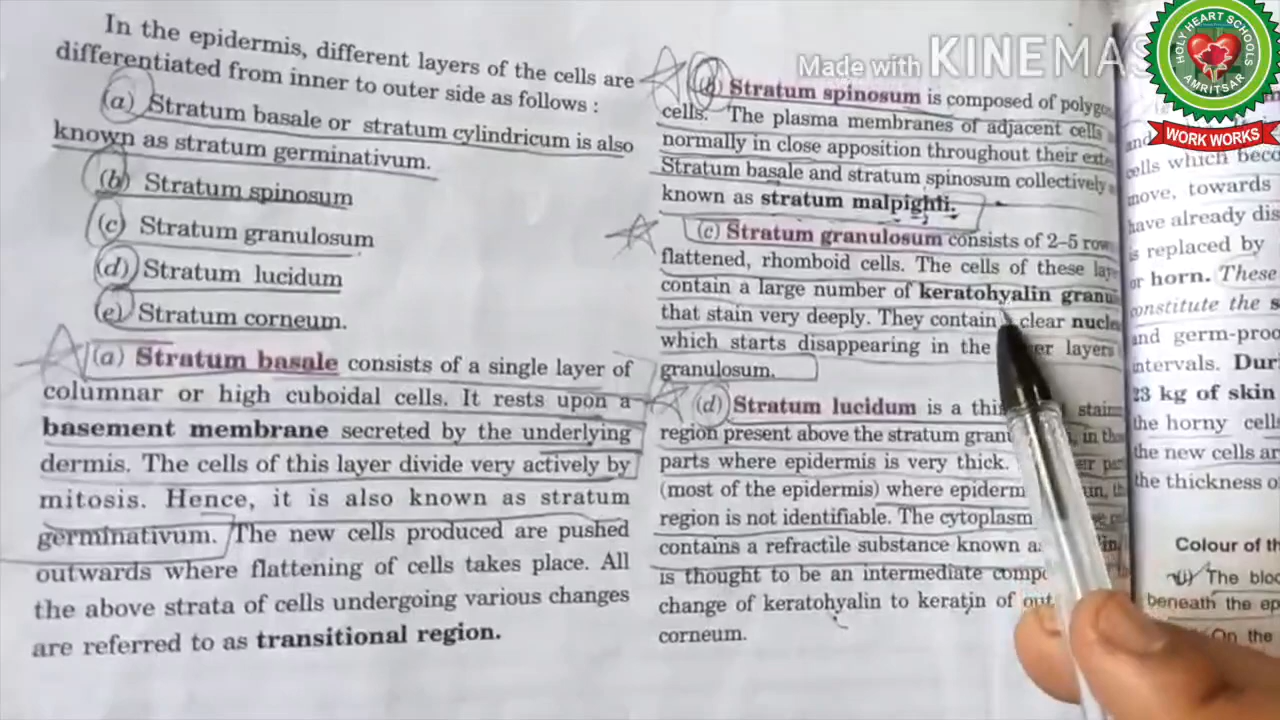 In the epidermis, different layers of the cells are
differentiated from inner to outer side as follows :
(a) Stratum basale or stratum cylindricum is also
known as stratum germinativum.
(b) Stratum spinosum
(c) Stratum granulosum
(d) Stratum lucidum
(e) Stratum corneum.
(a) Stratum basale consists of a single layer of
columnar or high cuboidal cells. It rests upon a
basement membrane secreted by the underlying
dermis. The cells of this layer divide very actively by
mitosis. Hence, it is also known as stratum
germinativum. The new cells produced are pushed
outwards where flattening of cells takes place. All
the above strata of cells undergoing various changes
are referred to as transitional region.
(b) Stratum spinosum is composed of
cells. The plasma membranes of adjacent cells
normally in close apposition throughout their
Stratum basale and stratum spinosum collectively
known as stratum malpighti.
(c) Stratum granulosum consists of 2–5
flattened, rhomboid cells. The cells of these
contain a large number of keratohyalin
that stain very deeply. They contain clear
which starts disappearing in the layers
granulosum.
(d) Stratum lucidum is a
region present above the stratum in
parts where epidermis is very thick.
(most of the epidermis) where
region is not identifiable. The cytoplasm
contains a refractile substance known
is thought to be an intermediate
change of keratohyalin to keratin of
corneum.
cells which
move, towards
have already
is replaced by
or horn. These
constitute the
and
intervals.
23 kg of skin
the horny
the new cells
the thickness
Colour of
(i) The
beneath the
On the
Made with KINEMAS
HOLY HEART SCHOOLS
AMRITSAR
WORK WORKS